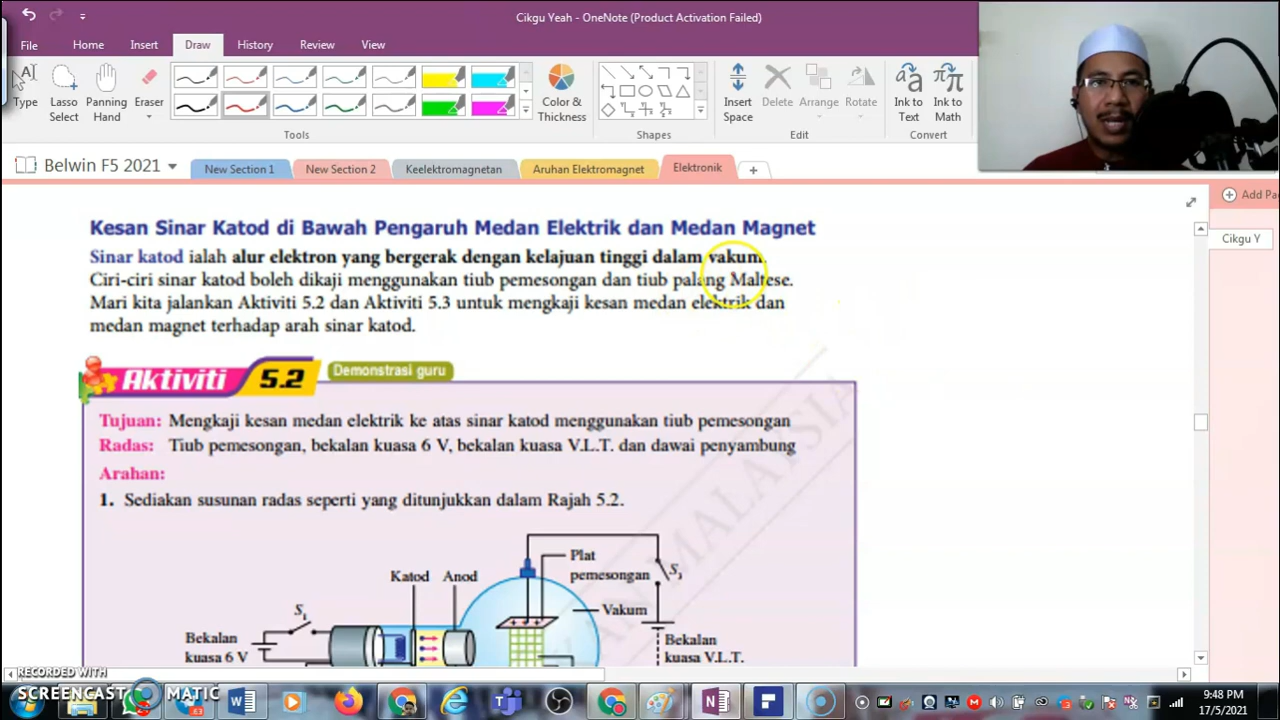 Cikgu Yeah - OneNote (Product Activation Failed)
File
Home
Insert
Draw
History
Review
View
Type
Lasso Select
Panning Hand
Eraser
Color & Thickness
Insert Space
Delete
Arrange
Rotate
Ink to Text
Ink to Math
Tools
Shapes
Edit
Convert
Belwin F5 2021
New Section 1
New Section 2
Keelektromagnetan
Aruhan Elektromagnet
Elektronik
Add Pa
Cikgu Y
Kesan Sinar Katod di Bawah Pengaruh Medan Elektrik dan Medan Magnet
Sinar katod ialah alur elektron yang bergerak dengan kelajuan tinggi dalam vakum.
Ciri-ciri sinar katod boleh dikaji menggunakan tiub pemesongan dan tiub palang Maltese.
Mari kita jalankan Aktiviti 5.2 dan Aktiviti 5.3 untuk mengkaji kesan medan elektrik dan
medan magnet terhadap arah sinar katod.
Aktiviti 5.2
Demonstrasi guru
Tujuan: Mengkaji kesan medan elektrik ke atas sinar katod menggunakan tiub pemesongan
Radas: Tiub pemesongan, bekalan kuasa 6 V, bekalan kuasa V.L.T. dan dawai penyambung
Arahan:
1. Sediakan susunan radas seperti yang ditunjukkan dalam Rajah 5.2.
Plat
pemesongan
Katod
Anod
Vakum
Bekalan
kuasa 6 V
Bekalan
kuasa V.L.T.
RECORDED WITH
SCREENCAST MATIC
9:48 PM
17/5/2021